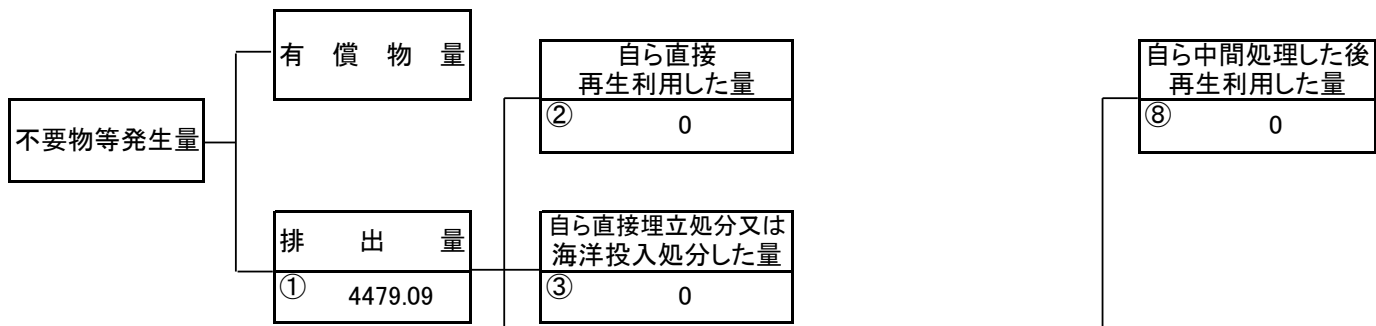 有償物量
自ら直接
再生利用した量
② 0
自ら中間処理した後
再生利用した量
⑧ 0
不要物等発生量
排出量
① 4479.09
自ら直接埋立処分又は
海洋投入処分した量
③ 0